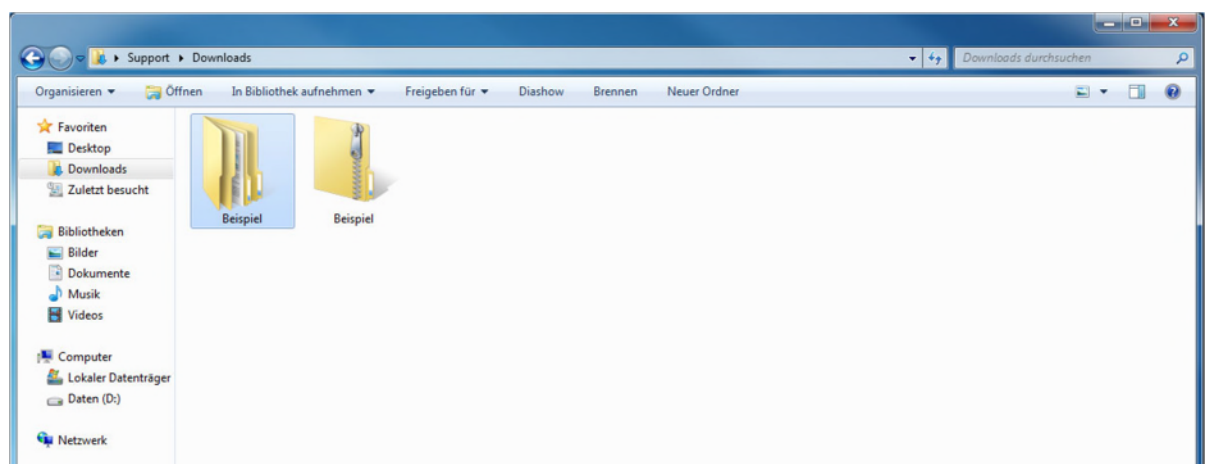 Support ▸ Downloads
Downloads durchsuchen
Organisieren Öffnen In Bibliothek aufnehmen Freigeben für Diashow Brennen Neuer Ordner
Favoriten
Desktop
Downloads
Zuletzt besucht
Bibliotheken
Bilder
Dokumente
Musik
Videos
Computer
Lokaler Datenträger
Daten (D:)
Netzwerk
Beispiel
Beispiel